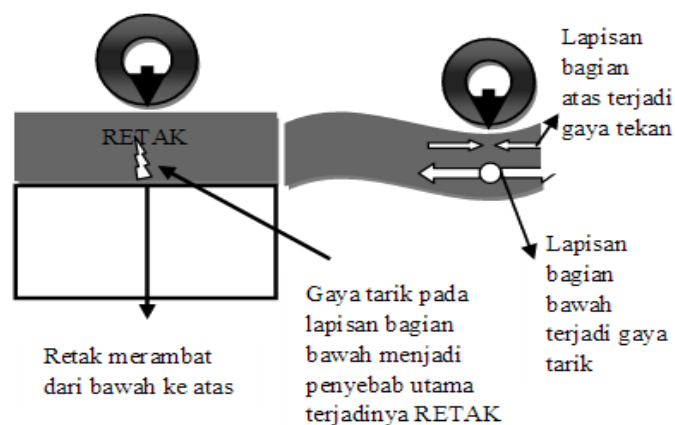 RETAK
Retak merambat
dari bawah ke atas
Gaya tarik pada
lapisan bagian
bawah menjadi
penyebab utama
terjadinya RETAK
Lapisan
bagian
atas terjadi
gaya tekan
Lapisan
bagian
bawah
terjadi gaya
tarik